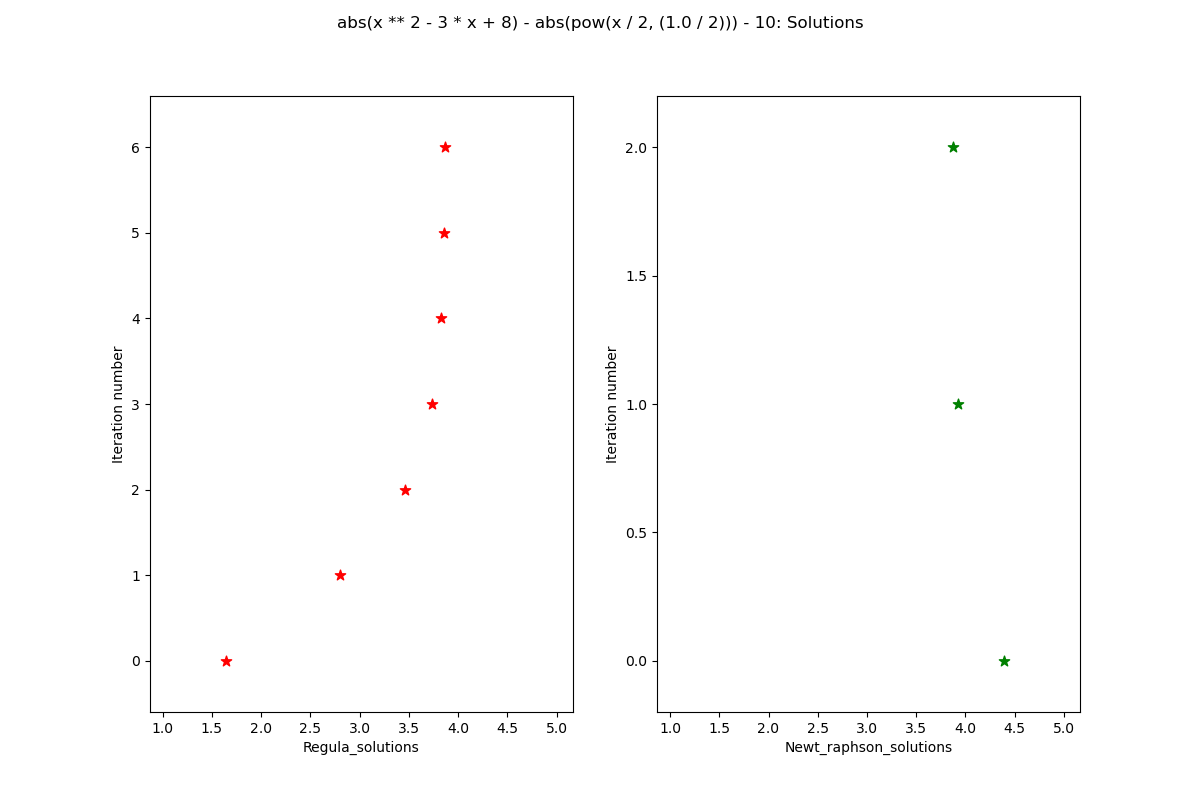 abs(x ** 2 - 3 * x + 8) - abs(pow(x / 2, (1.0 / 2))) - 10: Solutions
6
5
4
3
2
1
0
Iteration number
1.0 1.5 2.0 2.5 3.0 3.5 4.0 4.5 5.0
Regula_solutions
2.0
1.5
1.0
0.5
0.0
Iteration number
1.0 1.5 2.0 2.5 3.0 3.5 4.0 4.5 5.0
Newt_raphson_solutions